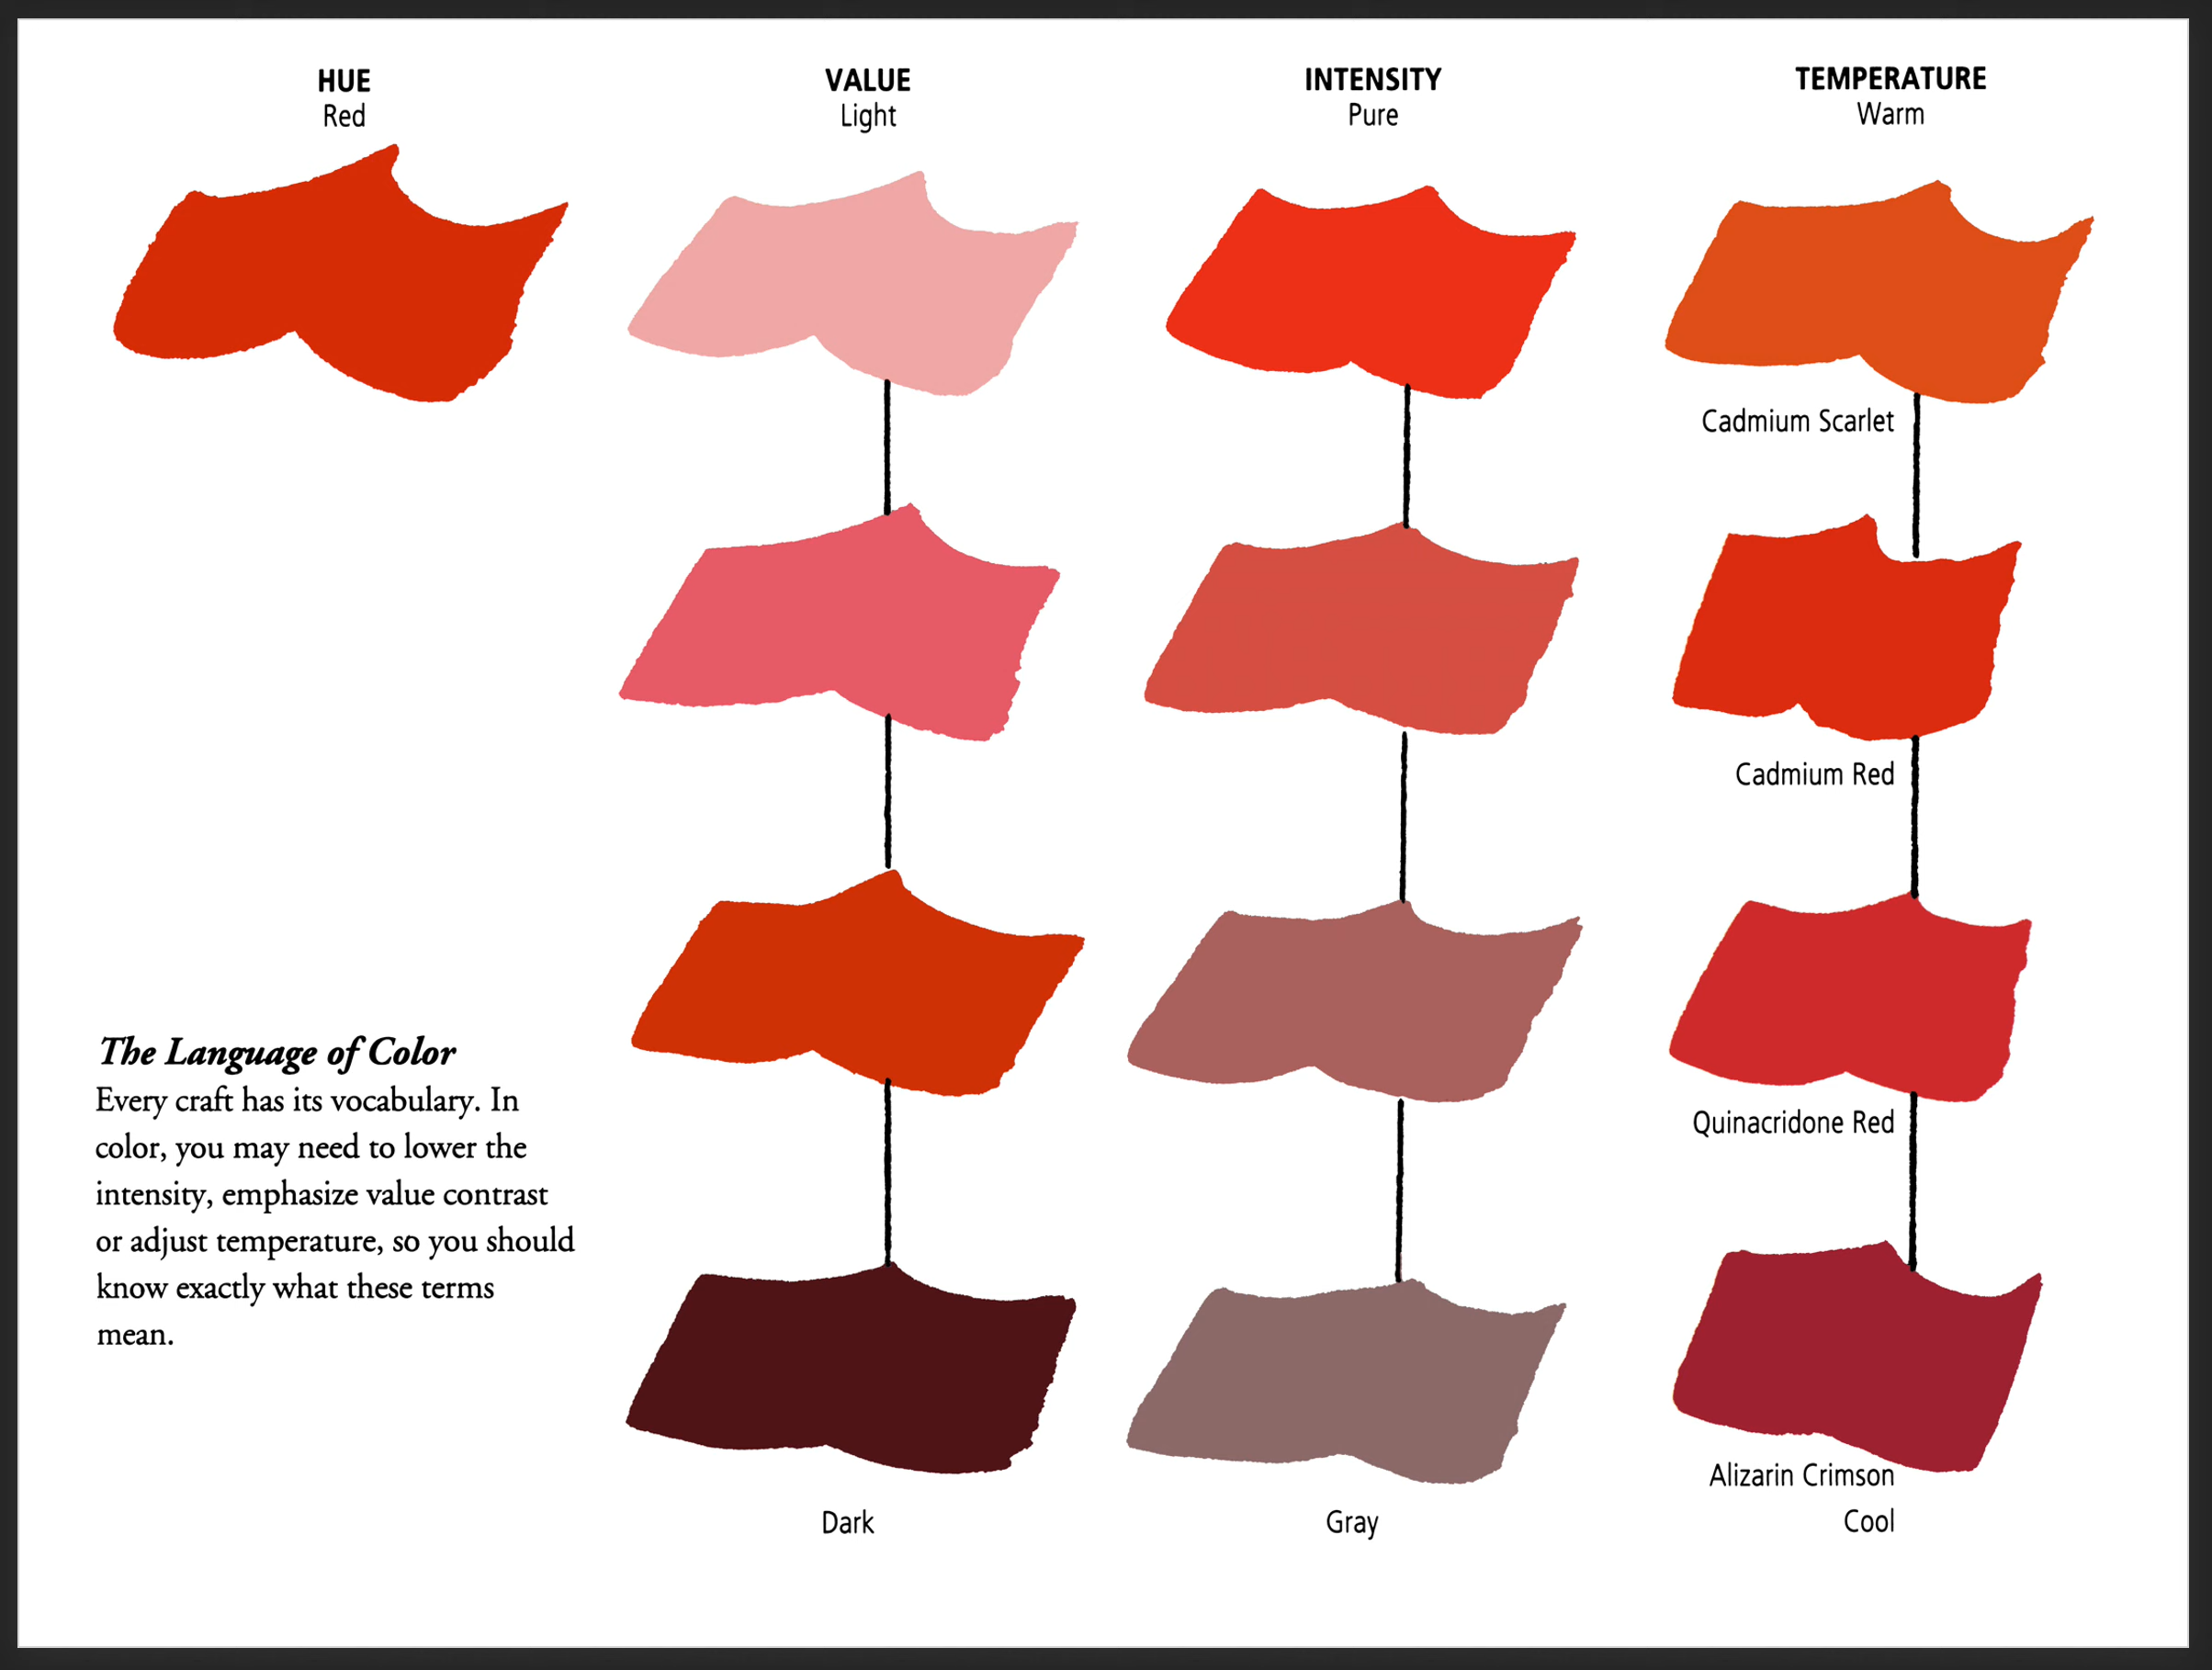 HUE
Red
VALUE
Light
INTENSITY
Pure
TEMPERATURE
Warm
Cadmium Scarlet
Cadmium Red
Quinacridone Red
Alizarin Crimson
Cool
Dark
Gray
The Language of Color
Every craft has its vocabulary. In
color, you may need to lower the
intensity, emphasize value contrast
or adjust temperature, so you should
know exactly what these terms
mean.